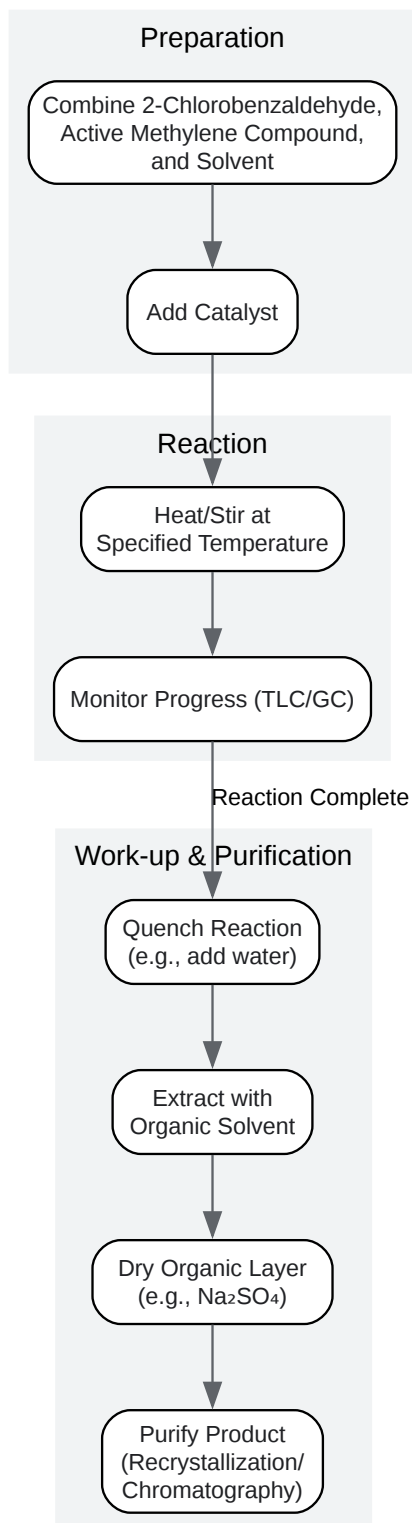 Preparation
Combine 2-Chlorobenzaldehyde,
Active Methylene Compound,
and Solvent
Add Catalyst
Reaction
Heat/Stir at
Specified Temperature
Monitor Progress (TLC/GC)
Reaction Complete
Work-up & Purification
Quench Reaction
(e.g., add water)
Extract with
Organic Solvent
Dry Organic Layer
(e.g., Na₂SO₄)
Purify Product
(Recrystallization/
Chromatography)